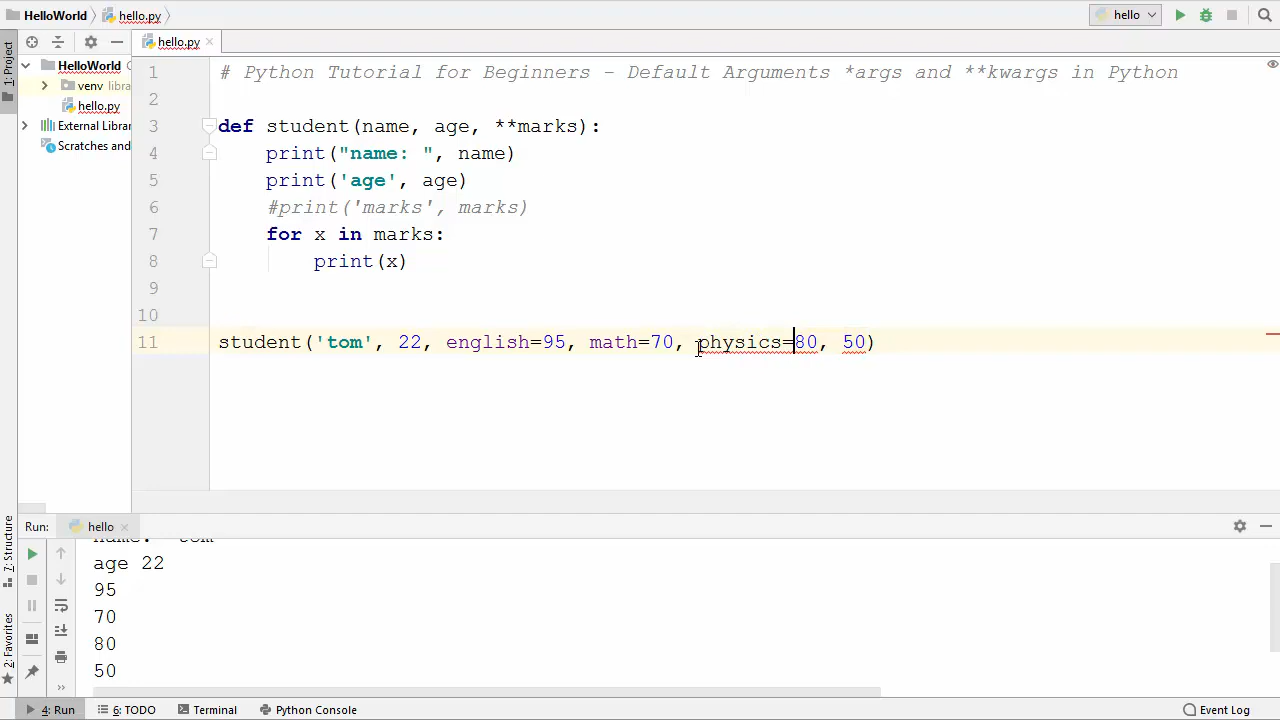 HelloWorld hello.py hello
1: Project
hello.py
HelloWorld
venv libra
hello.py
External Librar
Scratches and
1 # Python Tutorial for Beginners - Default Arguments *args and **kwargs in Python
2
3 def student(name, age, **marks):
4 print("name: ", name)
5 print('age', age)
6 #print('marks', marks)
7 for x in marks:
8 print(x)
9
10
11 student('tom', 22, english=95, math=70, physics=80, 50)
7: Structure
2: Favorites
Run: hello
name:  tom
age 22
95
70
80
50
4: Run 6: TODO Terminal Python Console Event Log